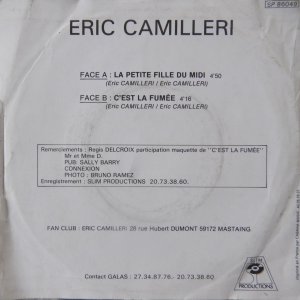 SP 86049
ERIC CAMILLERI
FACE A : LA PETITE FILLE DU MIDI 4'50
(Eric CAMILLERI / Eric CAMILLERI)
FACE B : C'EST LA FUMÉE 4'16
(Eric CAMILLERI / Eric CAMILLERI)
Remerciements : Regis DELCROIX participation maquette de "C'EST LA FUMÉE"
Mr et Mme D.
PUB: SALLY BARRY
CONNEXION
PHOTO : BRUNO RAMEZ
Enregistrement : SLIM PRODUCTIONS 20.73.38.60.
FAN CLUB : ERIC CAMILLERI 28 rue Hubert DUMONT 59172 MASTAING
Contact GALAS : 27.34.87.76. - 20.73.38.60
SLIM
PRODUCTIONS